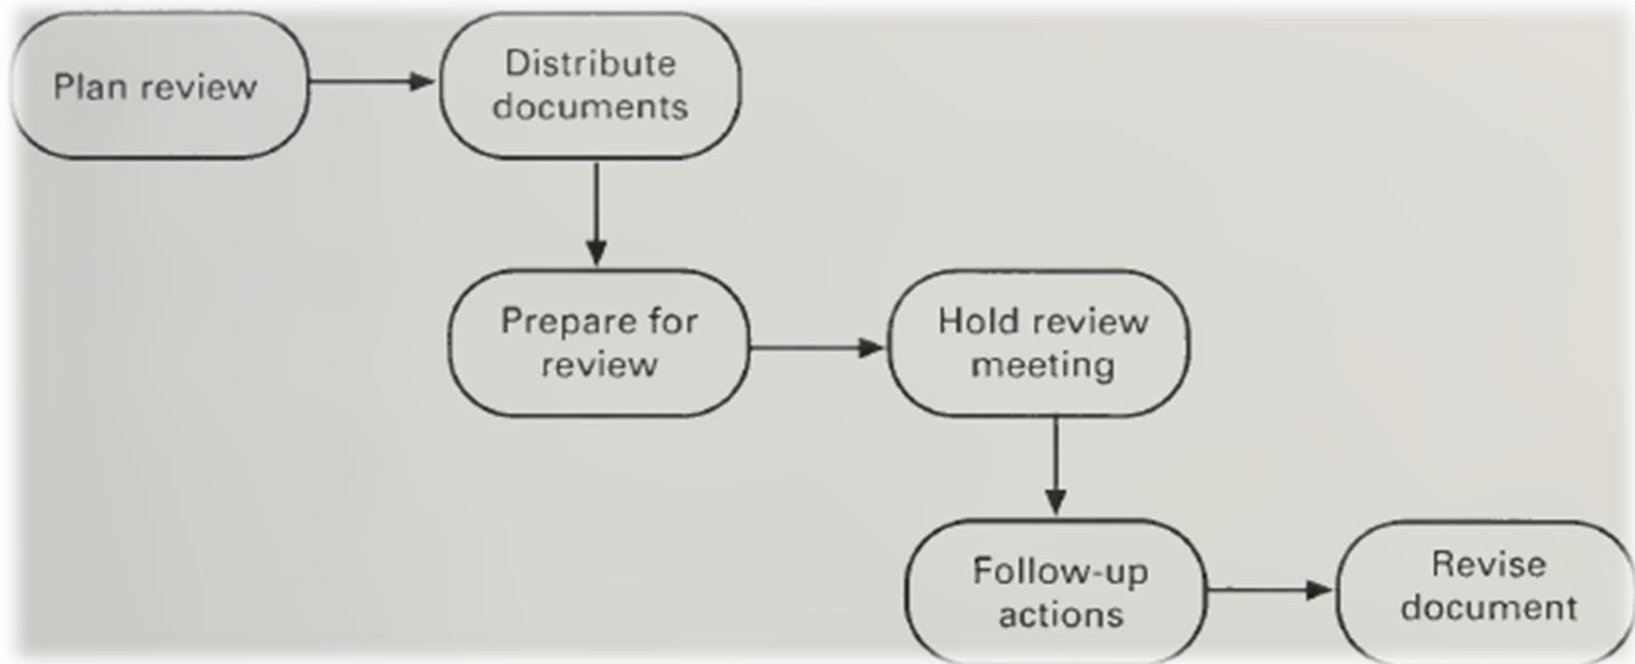 Plan review
Distribute
documents
Prepare for
review
Hold review
meeting
Follow-up
actions
Revise
document